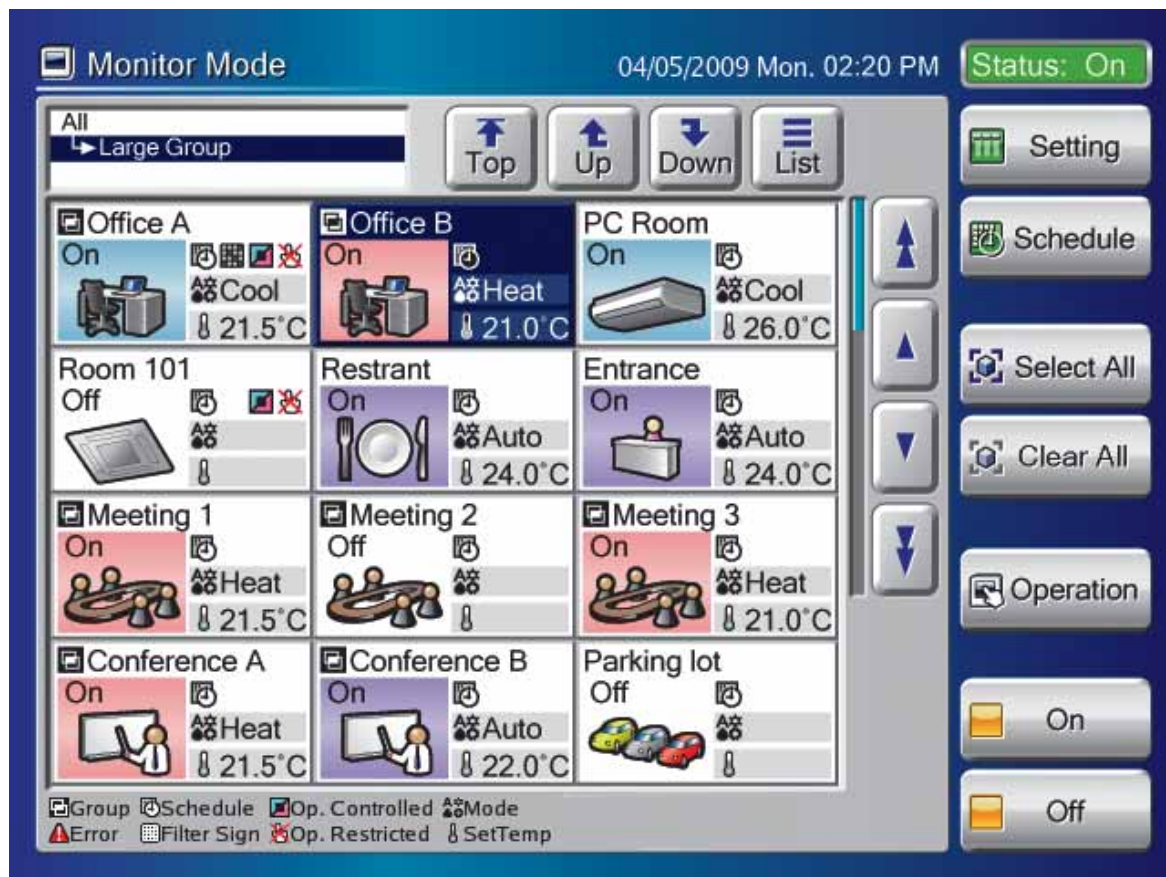 Monitor Mode
04/05/2009 Mon. 02:20 PM
Status: On
All
Large Group
Top
Up
Down
List
Setting
Schedule
Select All
Clear All
Operation
On
Off
Office A
On
Cool
21.5°C
Office B
On
Heat
21.0°C
PC Room
On
Cool
26.0°C
Room 101
Off
Restrant
On
Auto
24.0°C
Entrance
On
Auto
24.0°C
Meeting 1
On
Heat
21.5°C
Meeting 2
Off
Meeting 3
On
Heat
21.0°C
Conference A
On
Heat
21.5°C
Conference B
On
Auto
22.0°C
Parking lot
Off
Group Schedule Op. Controlled Mode
Error Filter Sign Op. Restricted SetTemp